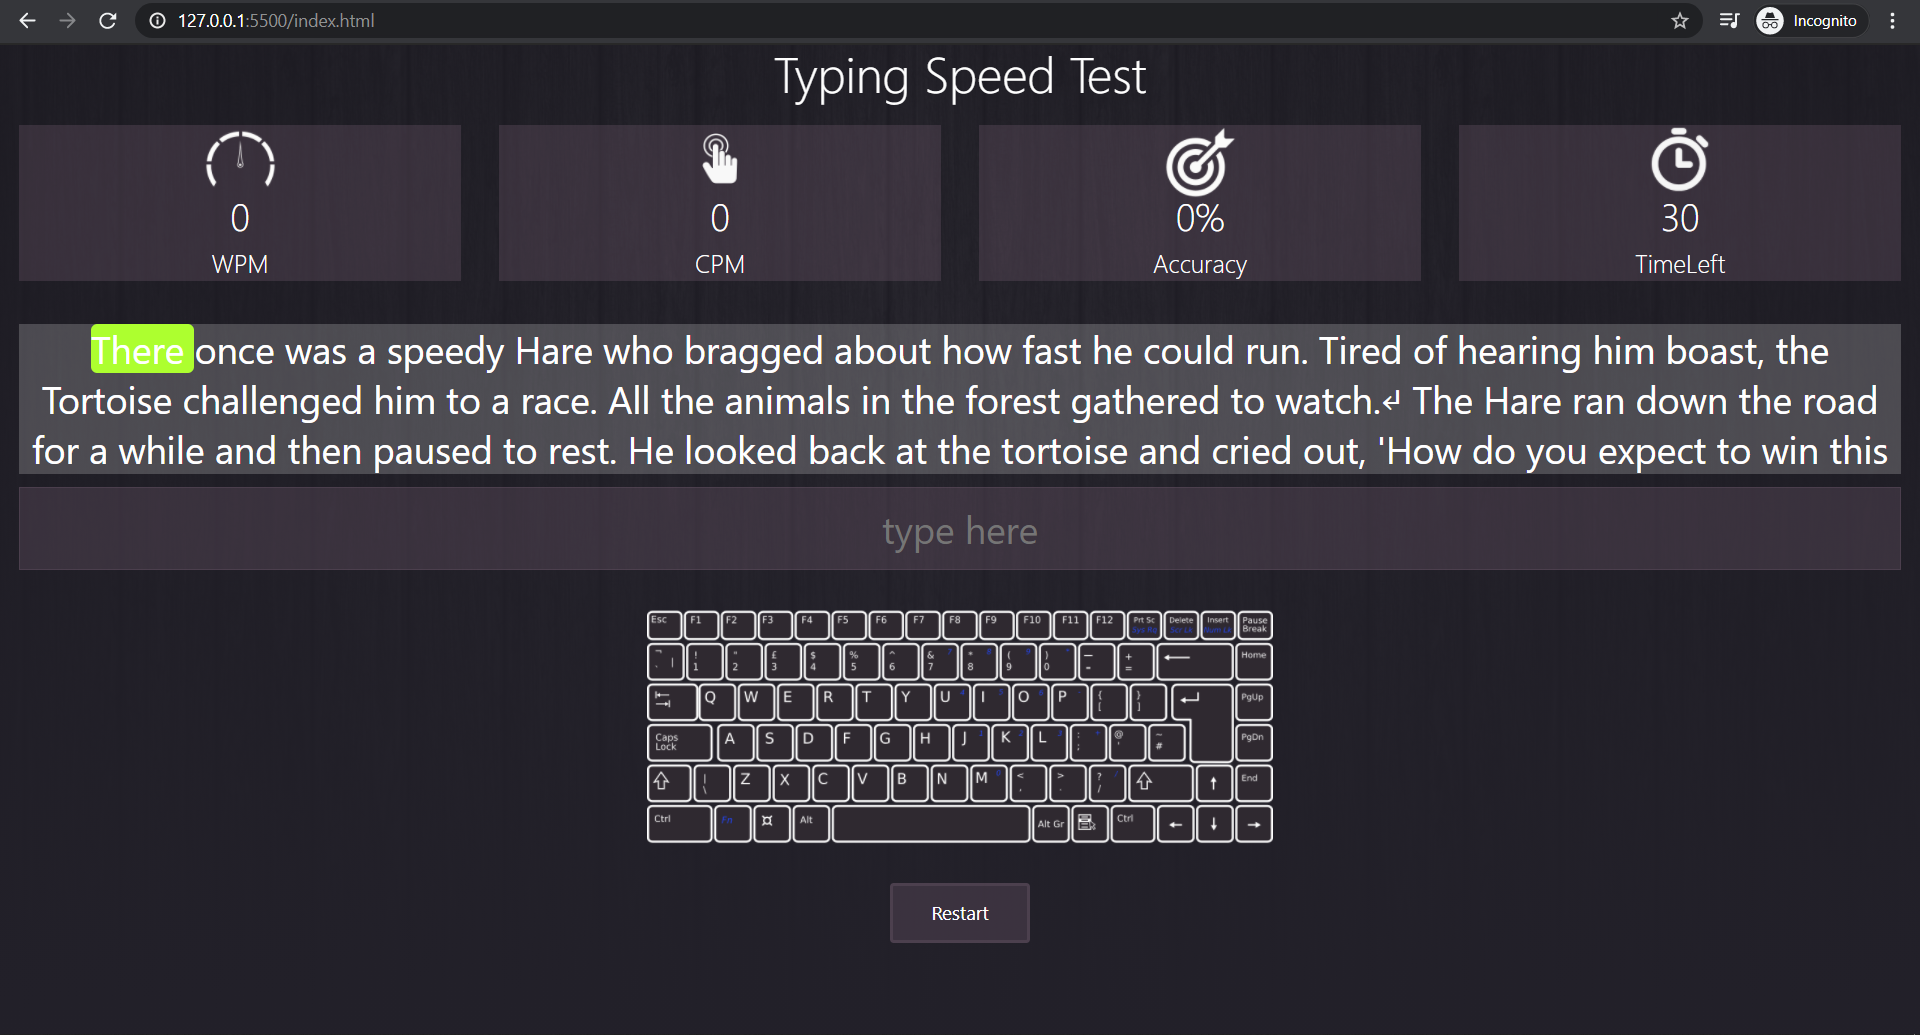 127.0.0.1:5500/index.html
Incognito
Typing Speed Test
0
WPM
0
CPM
0%
Accuracy
30
TimeLeft
There once was a speedy Hare who bragged about how fast he could run. Tired of hearing him boast, the
Tortoise challenged him to a race. All the animals in the forest gathered to watch.↵ The Hare ran down the road
for a while and then paused to rest. He looked back at the tortoise and cried out, 'How do you expect to win this
type here
Esc F1 F2 F3 F4 F5 F6 F7 F8 F9 F10 F11 F12 Prt Sc Delete Insert Pause Break
¬ ` | ! 1 " 2 £ 3 $ 4 % 5 ^ 6 & 7 * 8 ( 9 ) 0 — - + = ← Home
Q W E R T Y U I O P { [ } ] PgUp
Caps Lock A S D F G H J K L : ; @ ' ~ # PgDn
| \ Z X C V B N M < , > . ? / ↑ End
Ctrl Fn Alt Alt Gr Ctrl ← ↓ →
Restart